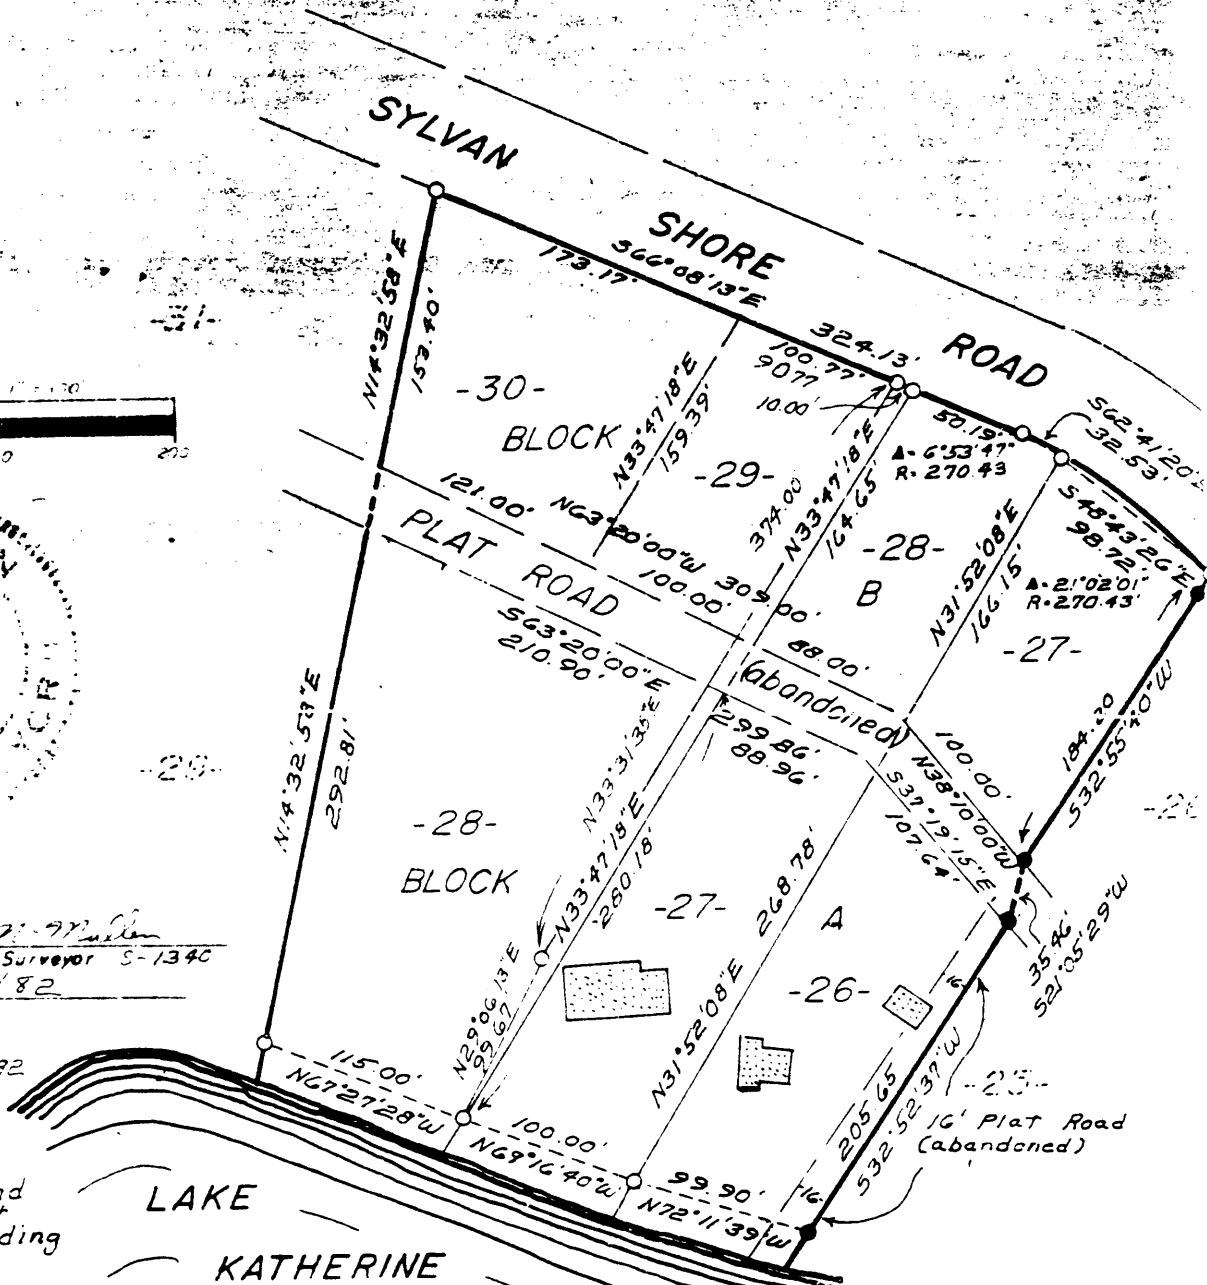 SYLVAN
SHORE
ROAD
S66°08'13"E
173.17'
324.13'
100.77'
9077
10.00'
50.19'
S62°41'20"E
32.53'
Δ- 6°53'47"
R- 270.43
S48°43'26"E
98.72'
Δ-21°02'01"
R-270.43'
N14°32'58"E
153.40'
-31-
-30-
BLOCK
N33°47'18"E
159.39'
-29-
374.00
N33°47'18"E
164.65'
-28-
B
N31°52'08"E
166.15'
-27-
200
121.00'
N63°20'00"W
100.00'
309.00'
88.00'
PLAT ROAD
(abandoned)
S63°20'00"E
210.90'
299.86'
88.96'
100.00'
N38°10'00"W
S37°19'15"E
107.64'
184.20
S32°55'40"W
N14°32'58"E
292.81'
-29-
-28-
BLOCK
N33°31'35"E
N33°47'18"E
280.18'
-27-
268.78'
A
-26-
35.46'
S21°05'29"W
N29°06'13"E
99.67
N31°52'08"E
16
205.65
S32°52'37"W
-25-
16' Plat Road
(abandoned)
Surveyor S-1340
82
115.00'
N67°27'28"W
100.00'
N69°16'40"W
99.90'
N72°11'39"W
16
LAKE
KATHERINE
ding